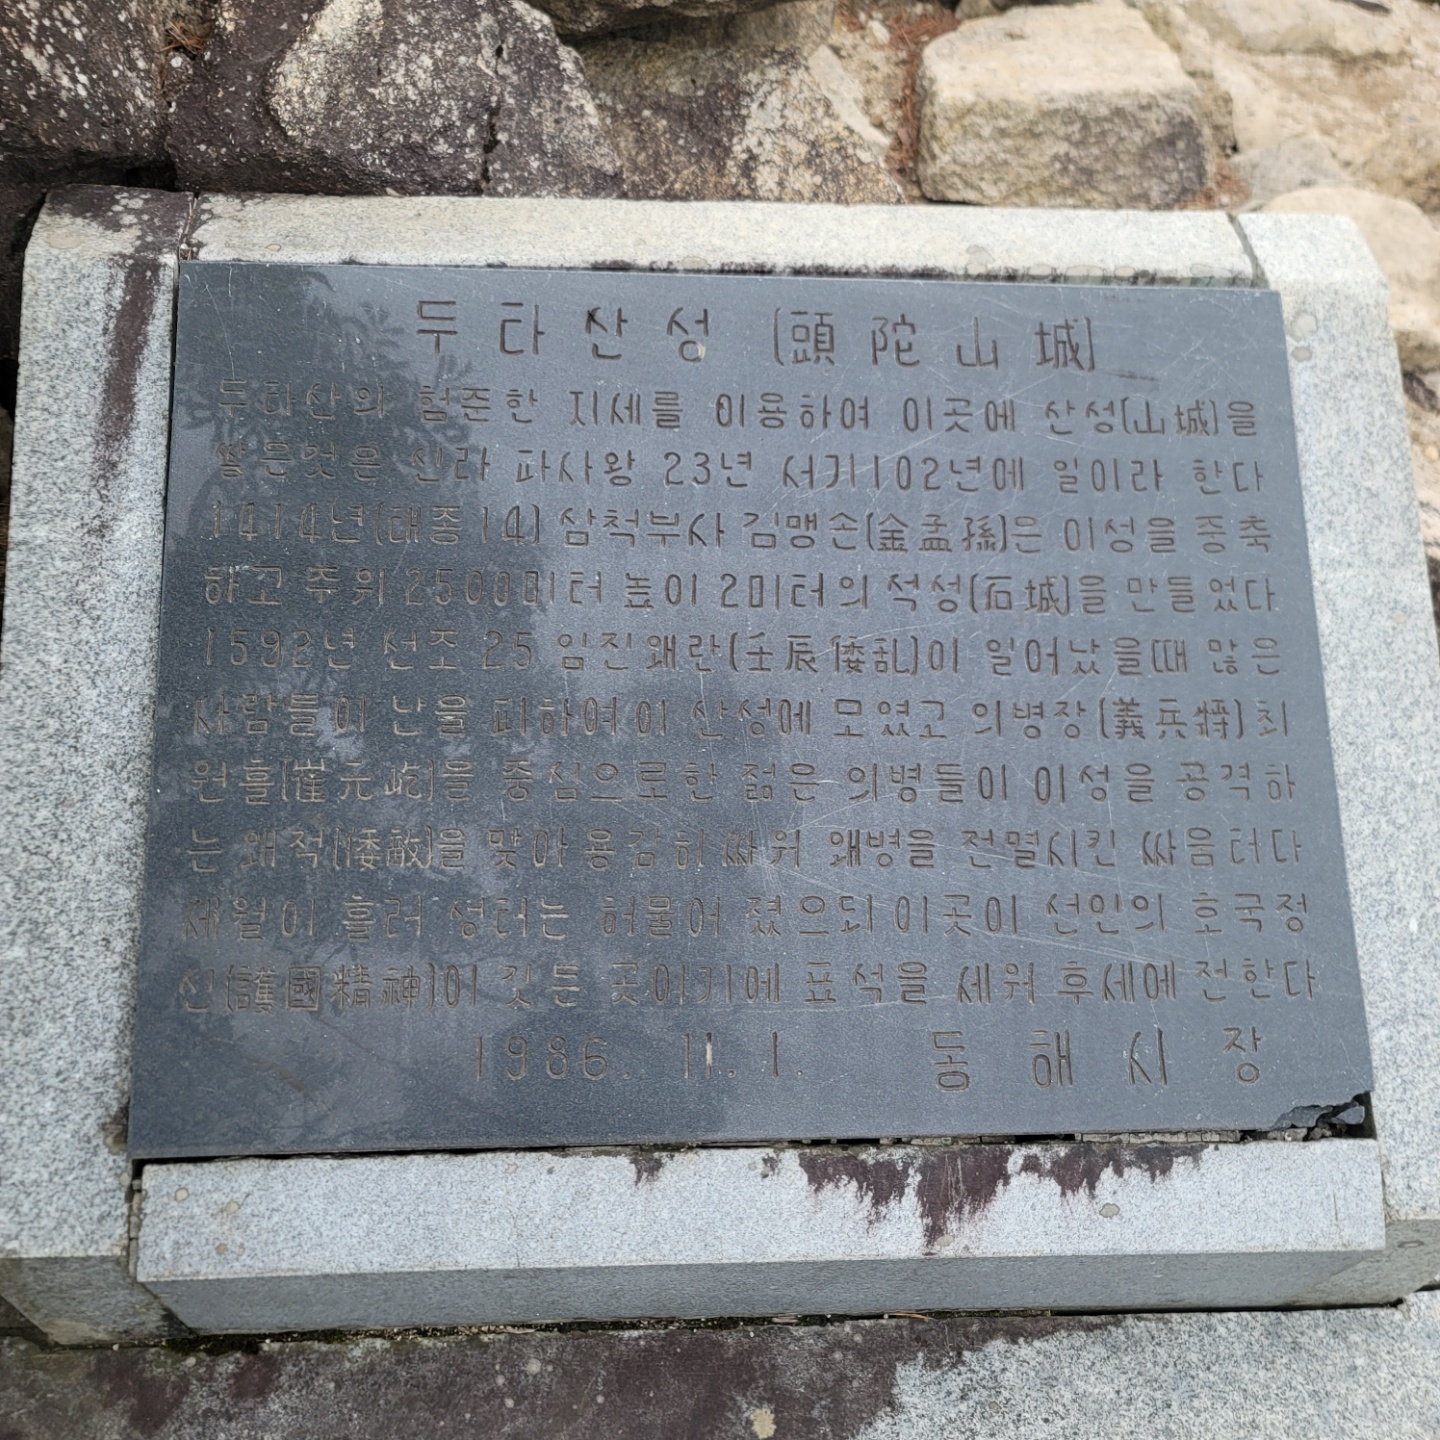 두타산성 (頭陀山城)
두타산의 험준한 지세를 이용하여 이곳에 산성(山城)을
쌓은것은 신라 파사왕 23년 서기102년에 일이라 한다
1414년(태종14) 삼척부사 김맹손(金孟孫)은 이성을 증축
하고 주위 2500미터 높이 2미터의 석성(石城)을 만들었다
1592년 선조 25 임진왜란(壬辰倭乱)이 일어났을때 많은
사람들이 난을 피하여이 산성에 모였고 의병장(義兵將)최
원흘(崔元屹)을 중심으로한 젊은 의병들이 이성을 공격하
는 왜적(倭敵)을 맞아 용감히싸워 왜병을 전멸시킨 싸움터다
세월이 흘러 성터는 허물어 졌으되 이곳이 선인의 호국정
신(護國精神)이 깃든 곳이기에 표석을 세워 후세에 전한다
1986. 11. 1. 동해시장